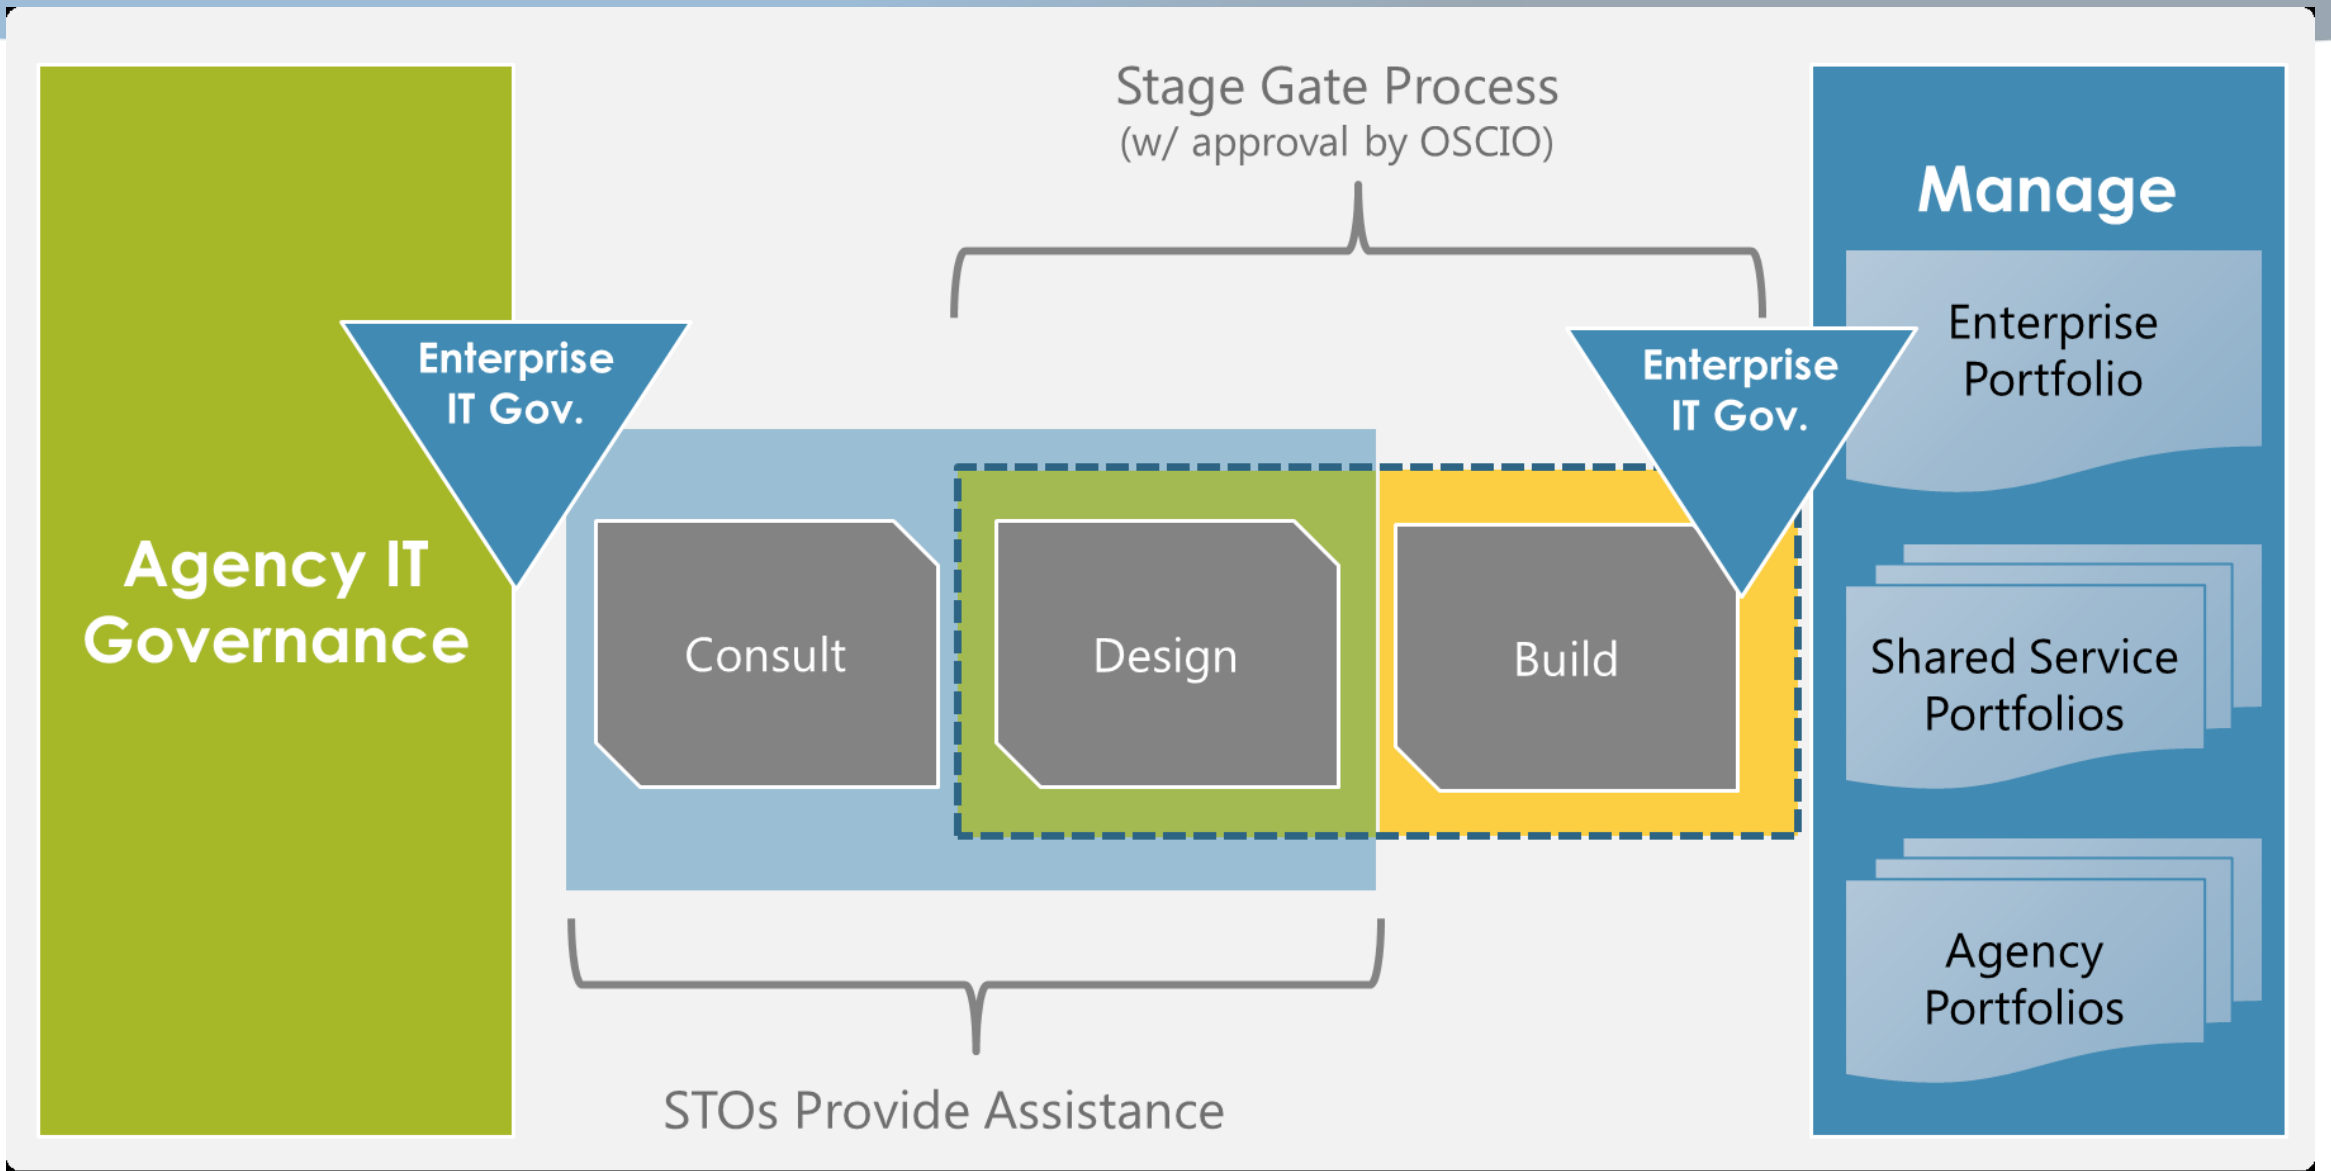 Stage Gate Process
(w/ approval by OSCIO)
Agency IT
Governance
Enterprise
IT Gov.
Consult
Design
Build
Enterprise
IT Gov.
STOs Provide Assistance
Manage
Enterprise
Portfolio
Shared Service
Portfolios
Agency
Portfolios